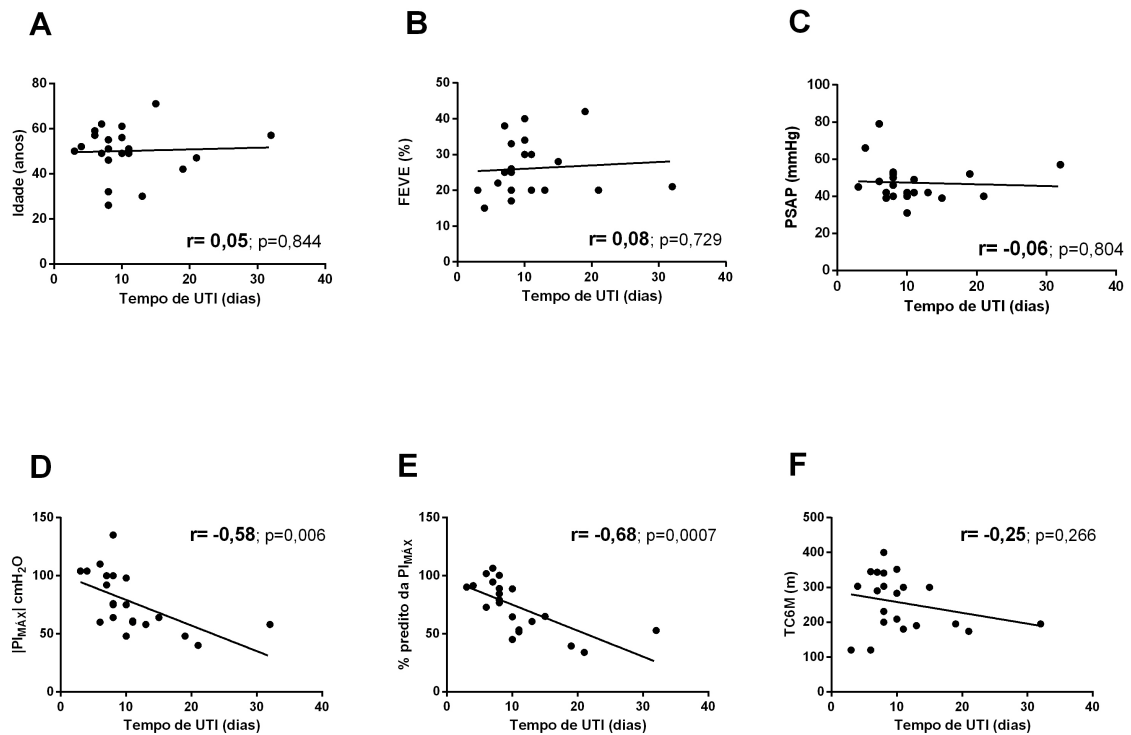 A
80
60
40
20
0
Idade (anos)
r= 0,05; p=0,844
0 10 20 30 40
Tempo de UTI (dias)
B
50
40
30
20
10
0
FEVE (%)
r= 0,08; p=0,729
0 10 20 30 40
Tempo de UTI (dias)
C
100
80
60
40
20
0
PSAP (mmHg)
r= -0,06; p=0,804
0 10 20 30 40
Tempo de UTI (dias)
D
150
100
50
0
|PIMÁX| cmH2O
r= -0,58; p=0,006
0 10 20 30 40
Tempo de UTI (dias)
E
150
100
50
0
% predito da PIMÁX
r= -0,68; p=0,0007
0 10 20 30 40
Tempo de UTI (dias)
F
500
400
300
200
100
0
TC6M (m)
r= -0,25; p=0,266
0 10 20 30 40
Tempo de UTI (dias)